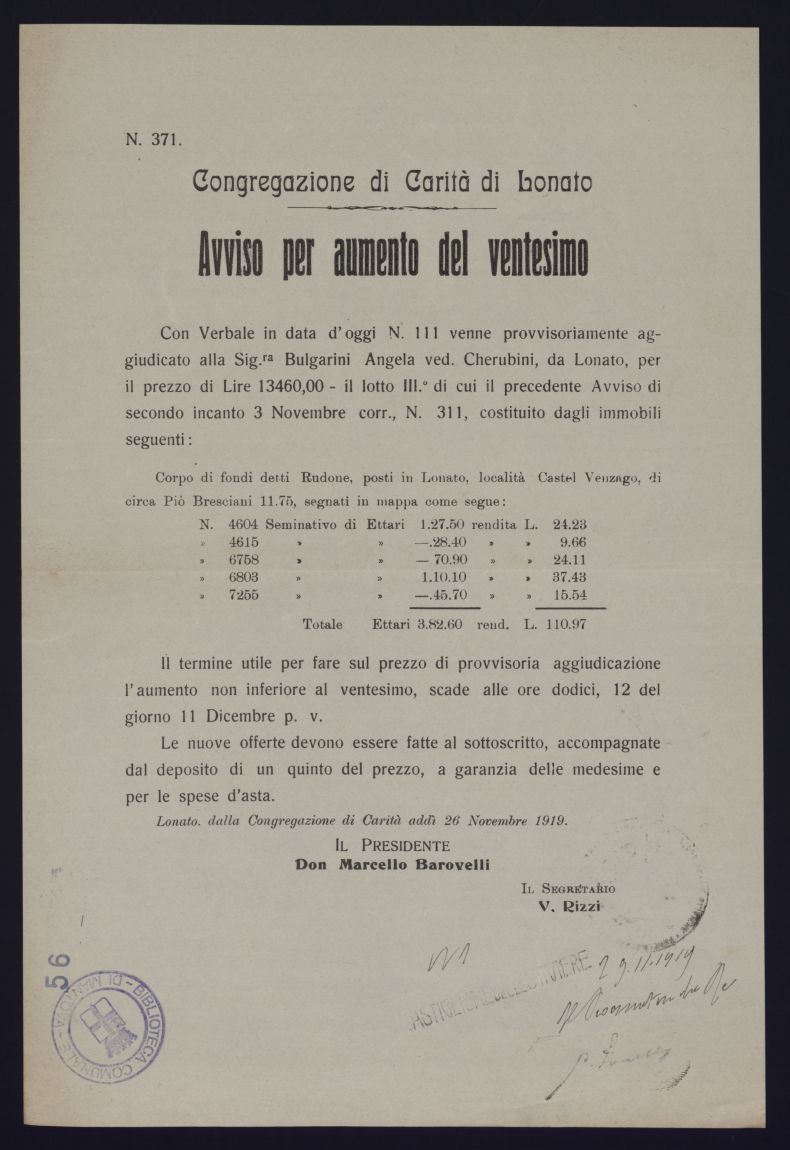 N. 371.
Congregazione di Carità di Lonato
Avviso per aumento del ventesimo
Con Verbale in data d'oggi N. 111 venne provvisoriamente ag-
giudicato alla Sig.ra Bulgarini Angela ved. Cherubini, da Lonato, per
il prezzo di Lire 13460,00 - il lotto III.º di cui il precedente Avviso di
secondo incanto 3 Novembre corr., N. 311, costituito dagli immobili
seguenti:
Corpo di fondi detti Rudone, posti in Lonato, località Castel Venzago, di
circa Piò Bresciani 11.75, segnati in mappa come segue:
N. 4604 Seminativo di Ettari 1.27.50 rendita L. 24.23
» 4615 » » —.28.40 » » 9.66
» 6758 » » — 70.90 » » 24.11
» 6803 » » 1.10.10 » » 37.43
» 7255 » » —.45.70 » » 15.54
Totale Ettari 3.82.60 rend. L. 110.97
Il termine utile per fare sul prezzo di provvisoria aggiudicazione
l'aumento non inferiore al ventesimo, scade alle ore dodici, 12 del
giorno 11 Dicembre p. v.
Le nuove offerte devono essere fatte al sottoscritto, accompagnate
dal deposito di un quinto del prezzo, a garanzia delle medesime e
per le spese d'asta.
Lonato. dalla Congregazione di Carità addì 26 Novembre 1919.
Il Presidente
Don Marcello Barovelli
Il Segretario
V. Rizzi
CASTIGLIONE DELLE STIVIERE
29.11.1919
56
BIBLIOTECA COMUNALE - DI MANTOVA -